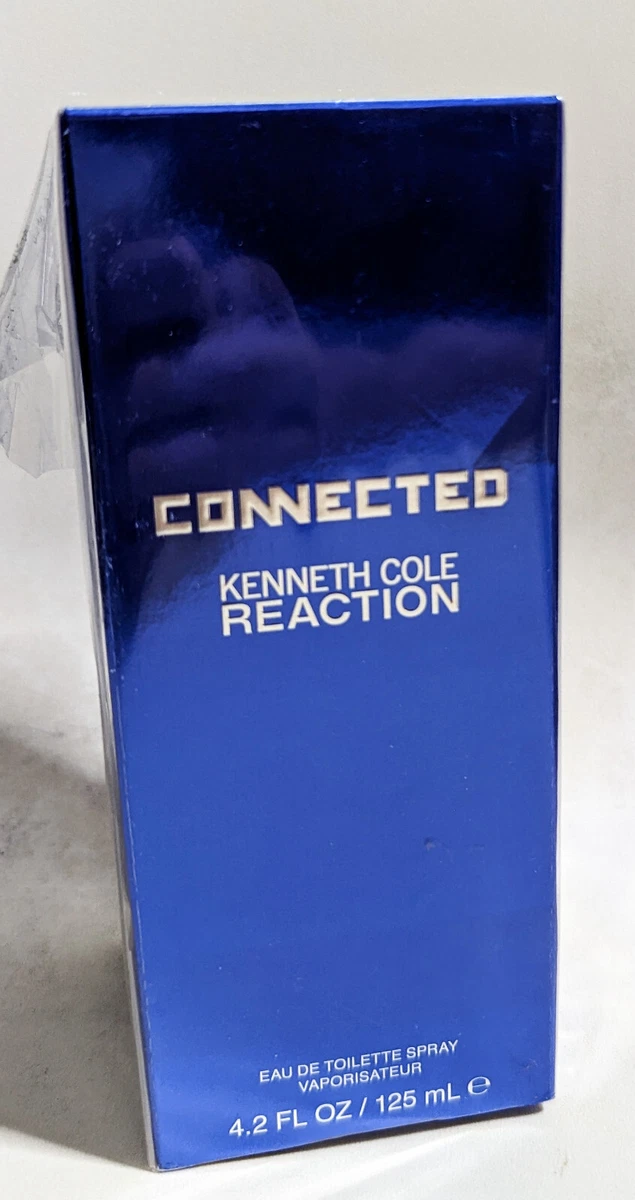 CONNECTED
KENNETH COLE
REACTION
EAU DE TOILETTE SPRAY
VAPORISATEUR
4.2 FL OZ / 125 mL ℮